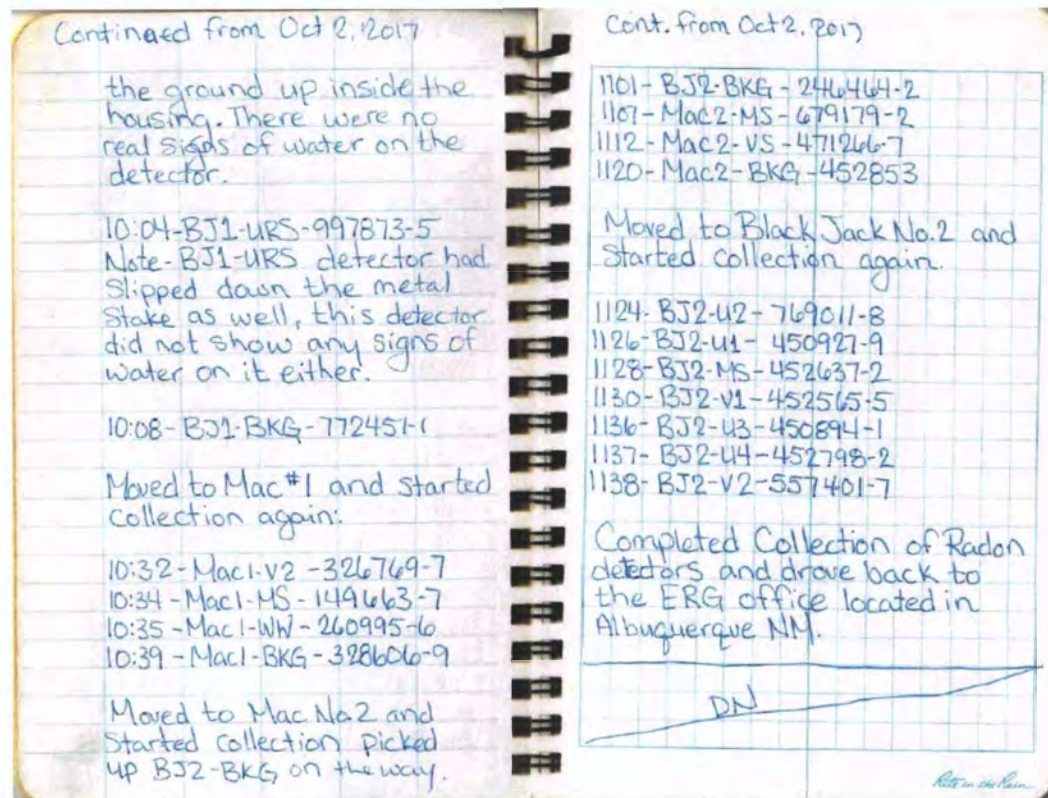 Continued from Oct 2, 2017
the ground up inside the
housing. There were no
real signs of water on the
detector.
10:04-BJ1-URS-997873-5
Note-BJ1-URS detector had
Slipped down the metal
Stake as well, this detector
did not show any signs of
water on it either.
10:08-BJ1-BKG-772451-1
Moved to Mac #1 and started
Collection again:
10:32-Mac1-V2-326769-7
10:34-Mac1-MS-149663-7
10:35-Mac1-WW-260995-6
10:39-Mac1-BKG-328606-9
Moved to Mac No.2 and
Started collection picked
up BJ2-BKG on the way.
Cont. from Oct 2, 2017
1101-BJ2-BKG-246464-2
1107-Mac2-MS-679179-2
1112-Mac2-VS-471266-7
1120-Mac2-BKG-452853
Moved to Black Jack No.2 and
Started collection again.
1124-BJ2-U2-769011-8
1126-BJ2-U1-450927-9
1128-BJ2-MS-452637-2
1130-BJ2-V1-452565-5
1136-BJ2-U3-450894-1
1137-BJ2-U4-452798-2
1138-BJ2-V2-557401-7
Completed Collection of Radon
detectors and drove back to
the ERG office located in
Albuquerque NM.
DN
Rite in the Rain